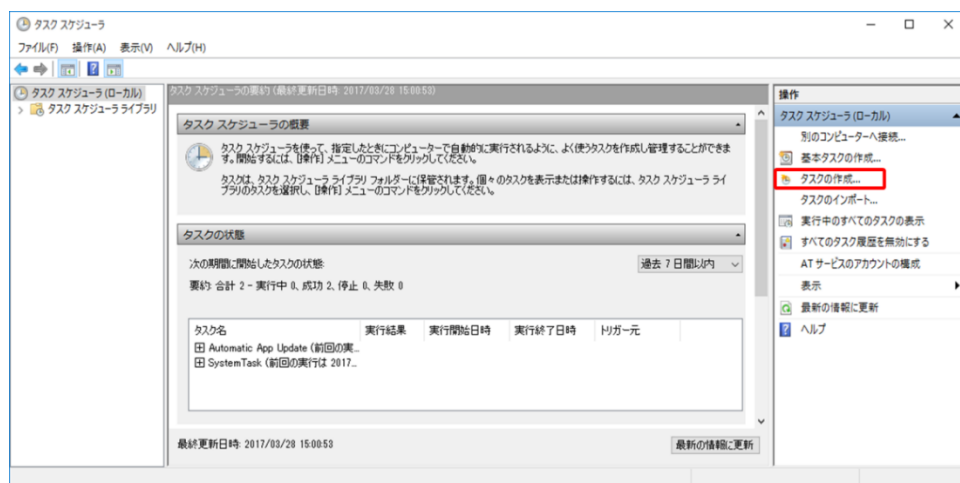 タスク スケジューラ
ファイル(F) 操作(A) 表示(V) ヘルプ(H)
タスク スケジューラ (ローカル)
タスク スケジューラ ライブラリ
タスク スケジューラの要約 (最終更新日時: 2017/03/28 15:00:53)
タスク スケジューラの概要
タスク スケジューラを使って、指定したときにコンピューターで自動的に実行されるように、よく使うタスクを作成し管理することができま
す。開始するには、[操作] メニューのコマンドをクリックしてください。
タスクは、タスク スケジューラ ライブラリ フォルダーに保管されます。個々のタスクを表示または操作するには、タスク スケジューラ ライ
ブラリのタスクを選択し、[操作] メニューのコマンドをクリックしてください。
タスクの状態
次の期間に開始したタスクの状態:
過去 7 日間以内
要約: 合計 2 - 実行中 0、成功 2、停止 0、失敗 0
タスク名 実行結果 実行開始日時 実行終了日時 トリガー元
Automatic App Update (前回の実...
SystemTask (前回の実行は 2017...
最終更新日時: 2017/03/28 15:00:53
最新の情報に更新
操作
タスク スケジューラ (ローカル)
別のコンピューターへ接続...
基本タスクの作成...
タスクの作成...
タスクのインポート...
実行中のすべてのタスクの表示
すべてのタスク履歴を無効にする
AT サービスのアカウントの構成
表示
最新の情報に更新
ヘルプ